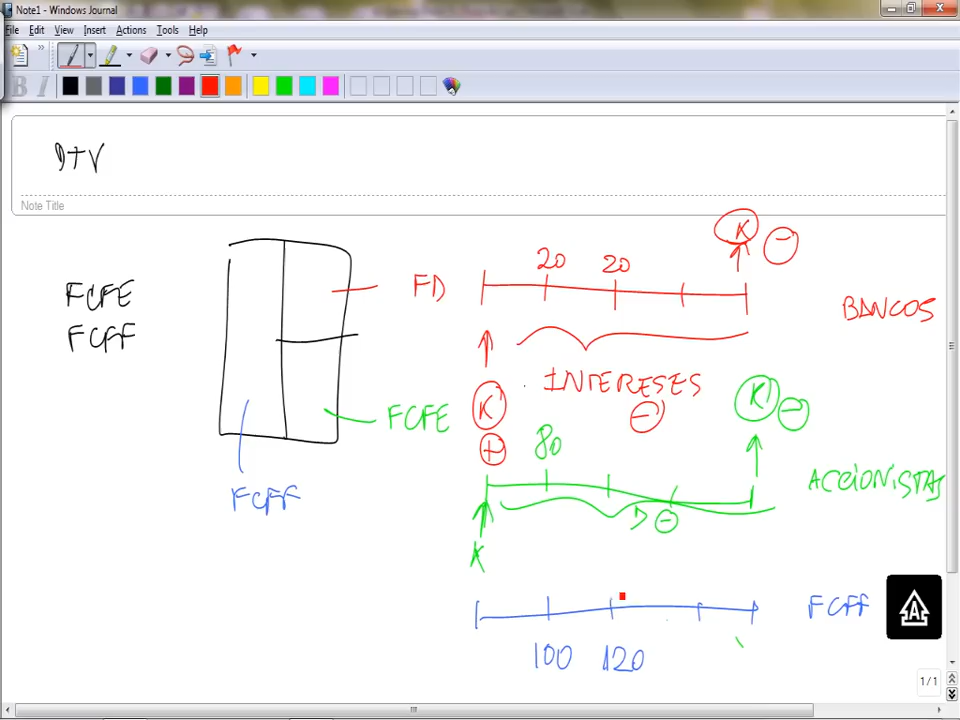 Note1 - Windows Journal
File Edit View Insert Actions Tools Help
B I
DTV
Note Title
K -
20 20
FCFE
FD
BANCOS
FCFF
INTERESES
K
K -
-
FCFE
+
80
ACCIONISTAS
FCFF
D -
K
FCFF
100 120
A
1/1